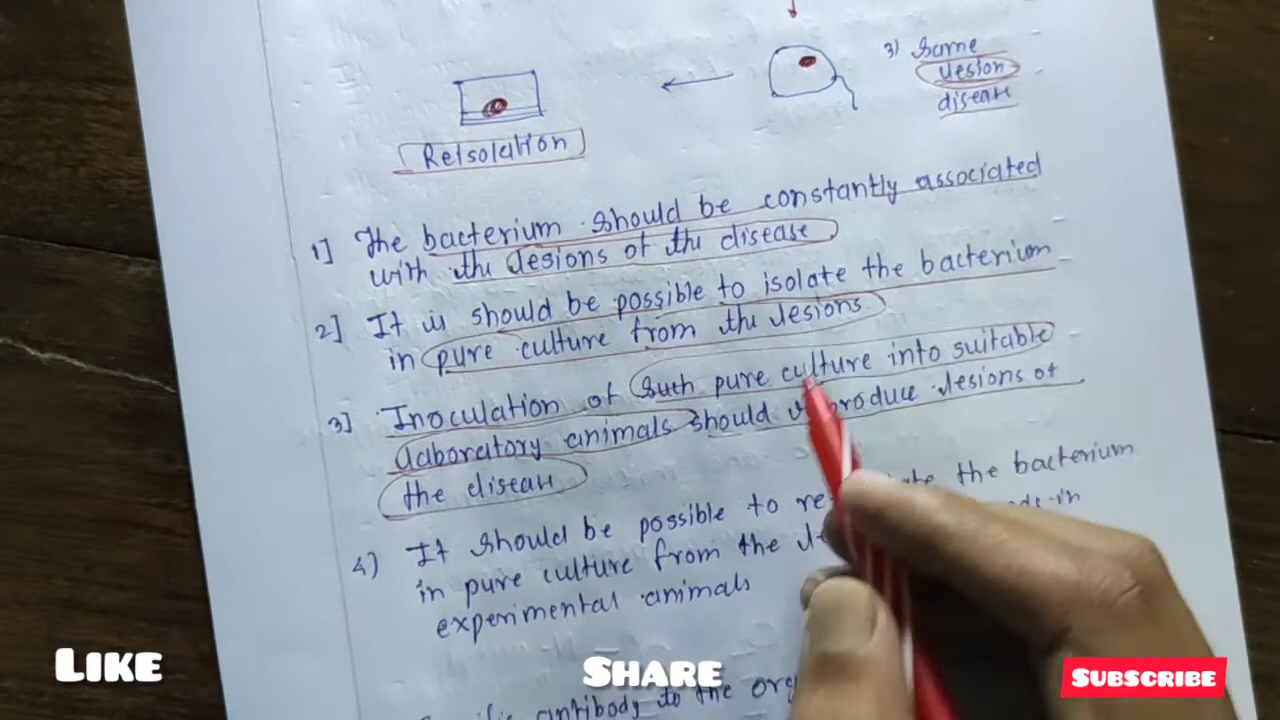 3) Same
lesion
disease
ReIsolation
1] The bacterium should be constantly associated
with the lesions of the disease
2] It is should be possible to isolate the bacterium
in pure culture from the lesions.
3] Inoculation of such pure culture into suitable
laboratory animals should reproduce lesions of
the disease
4) It should be possible to the bacterium
in pure culture from the in
experimental animals
antibody to the
LIKE
SHARE
SUBSCRIBE